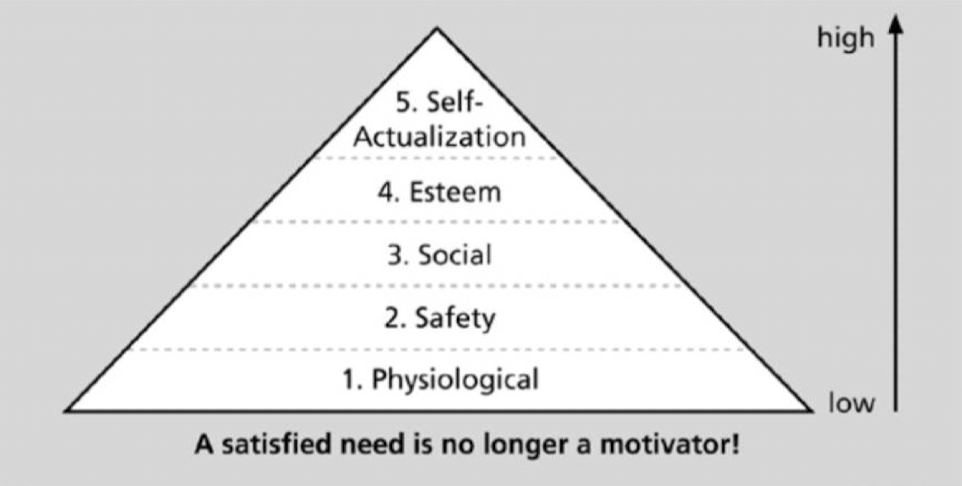 high
5. Self-
Actualization
4. Esteem
3. Social
2. Safety
1. Physiological
low
A satisfied need is no longer a motivator!